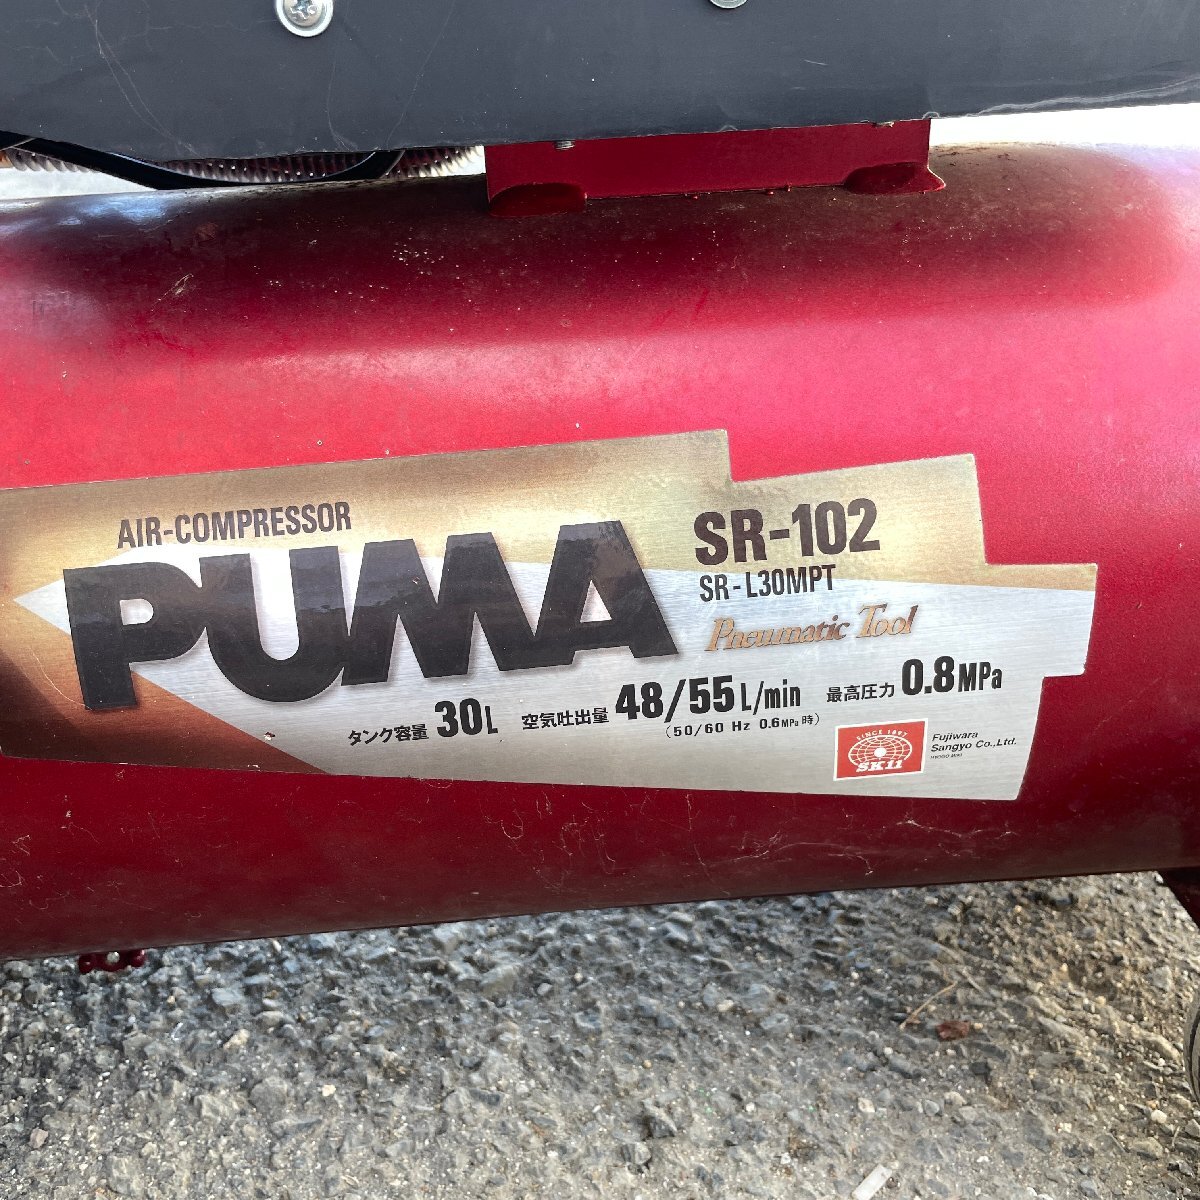 AIR-COMPRESSOR
PUMA
SR-102
SR-L30MPT
Pneumatic Tool
タンク容量 30L 空気吐出量 48/55L/min 最高圧力 0.8MPa
(50/60 Hz 0.6MPa時)
SINCE 1897
SK11
Fujiwara
Sangyo Co.,Ltd.